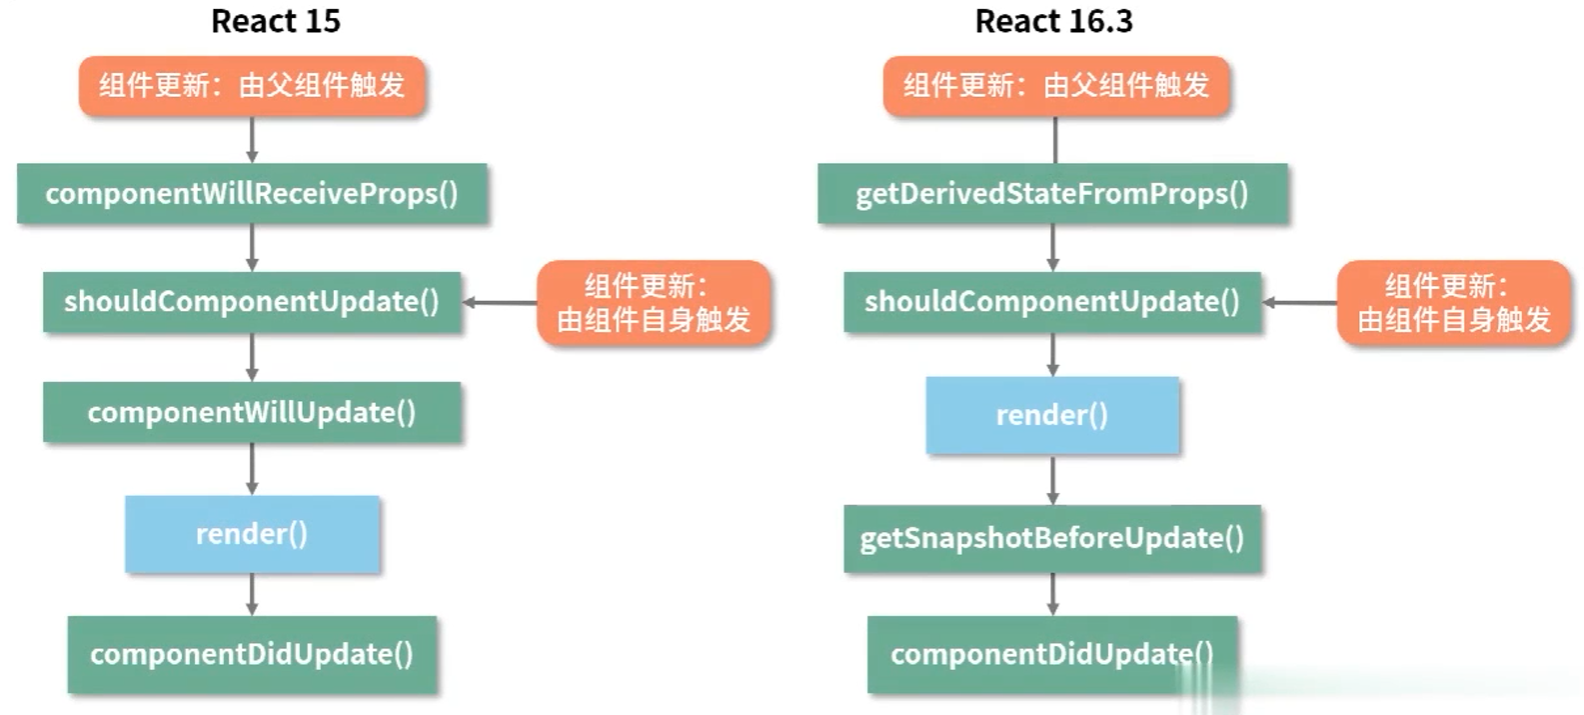 React 15
组件更新：由父组件触发
componentWillReceiveProps()
shouldComponentUpdate()
组件更新：
由组件自身触发
componentWillUpdate()
render()
componentDidUpdate()
React 16.3
组件更新：由父组件触发
getDerivedStateFromProps()
shouldComponentUpdate()
组件更新：
由组件自身触发
render()
getSnapshotBeforeUpdate()
componentDidUpdate()